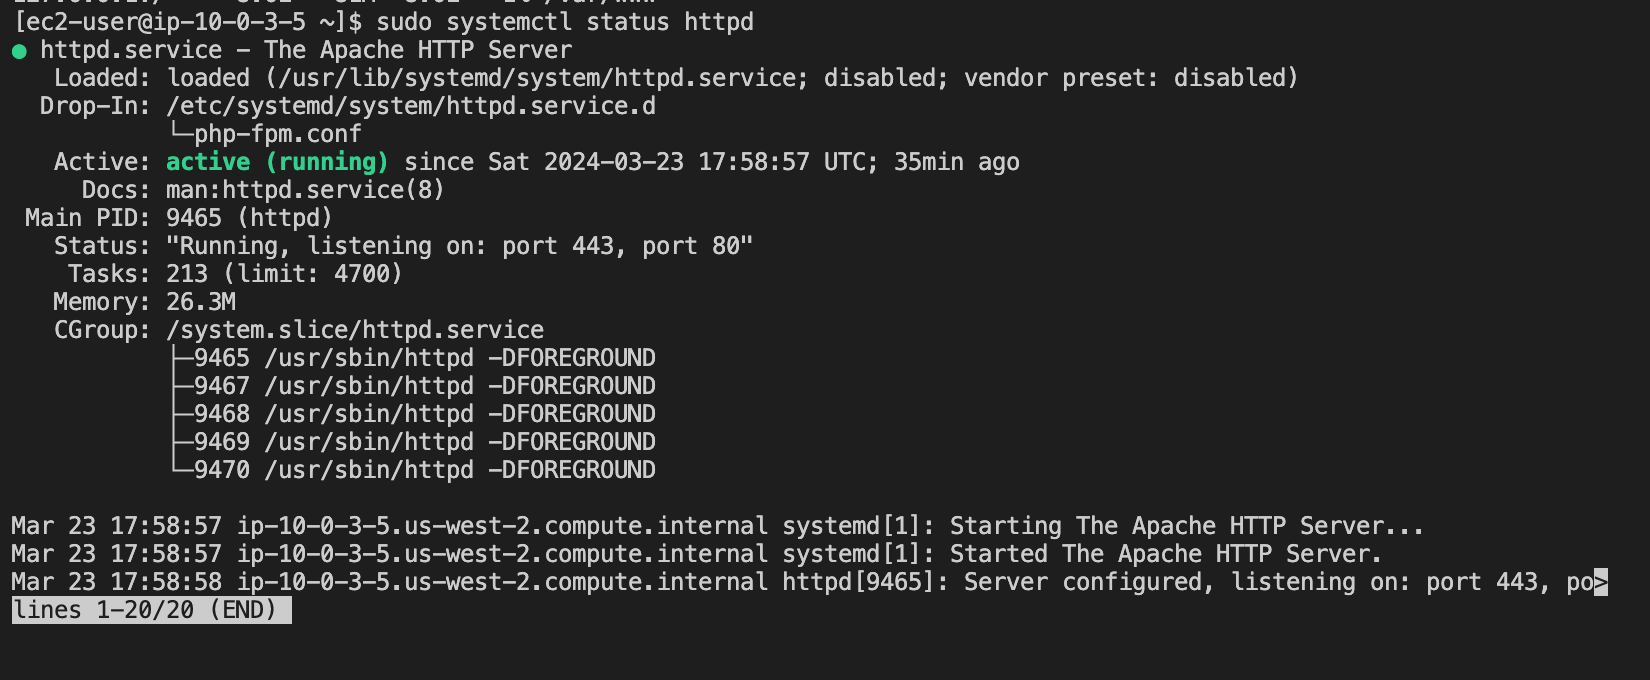 [ec2-user@ip-10-0-3-5 ~]$ sudo systemctl status httpd
● httpd.service - The Apache HTTP Server
   Loaded: loaded (/usr/lib/systemd/system/httpd.service; disabled; vendor preset: disabled)
  Drop-In: /etc/systemd/system/httpd.service.d
           └─php-fpm.conf
   Active: active (running) since Sat 2024-03-23 17:58:57 UTC; 35min ago
     Docs: man:httpd.service(8)
 Main PID: 9465 (httpd)
   Status: "Running, listening on: port 443, port 80"
    Tasks: 213 (limit: 4700)
   Memory: 26.3M
   CGroup: /system.slice/httpd.service
           ├─9465 /usr/sbin/httpd -DFOREGROUND
           ├─9467 /usr/sbin/httpd -DFOREGROUND
           ├─9468 /usr/sbin/httpd -DFOREGROUND
           ├─9469 /usr/sbin/httpd -DFOREGROUND
           └─9470 /usr/sbin/httpd -DFOREGROUND
Mar 23 17:58:57 ip-10-0-3-5.us-west-2.compute.internal systemd[1]: Starting The Apache HTTP Server...
Mar 23 17:58:57 ip-10-0-3-5.us-west-2.compute.internal systemd[1]: Started The Apache HTTP Server.
Mar 23 17:58:58 ip-10-0-3-5.us-west-2.compute.internal httpd[9465]: Server configured, listening on: port 443, po>
lines 1-20/20 (END)